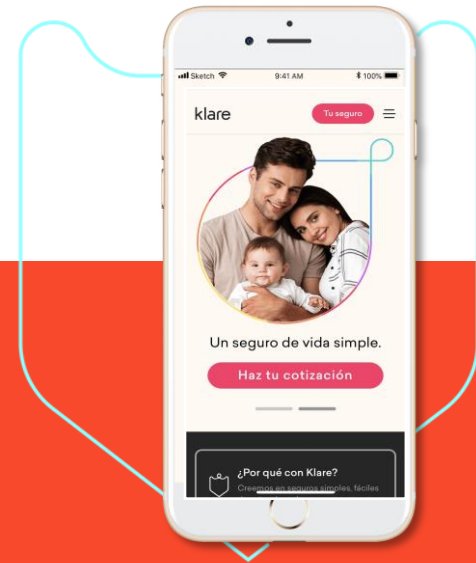 Sketch
9:41 AM
100%
klare
Tu seguro
Un seguro de vida simple.
Haz tu cotización
¿Por qué con Klare?
Creemos en seguros simples, fáciles